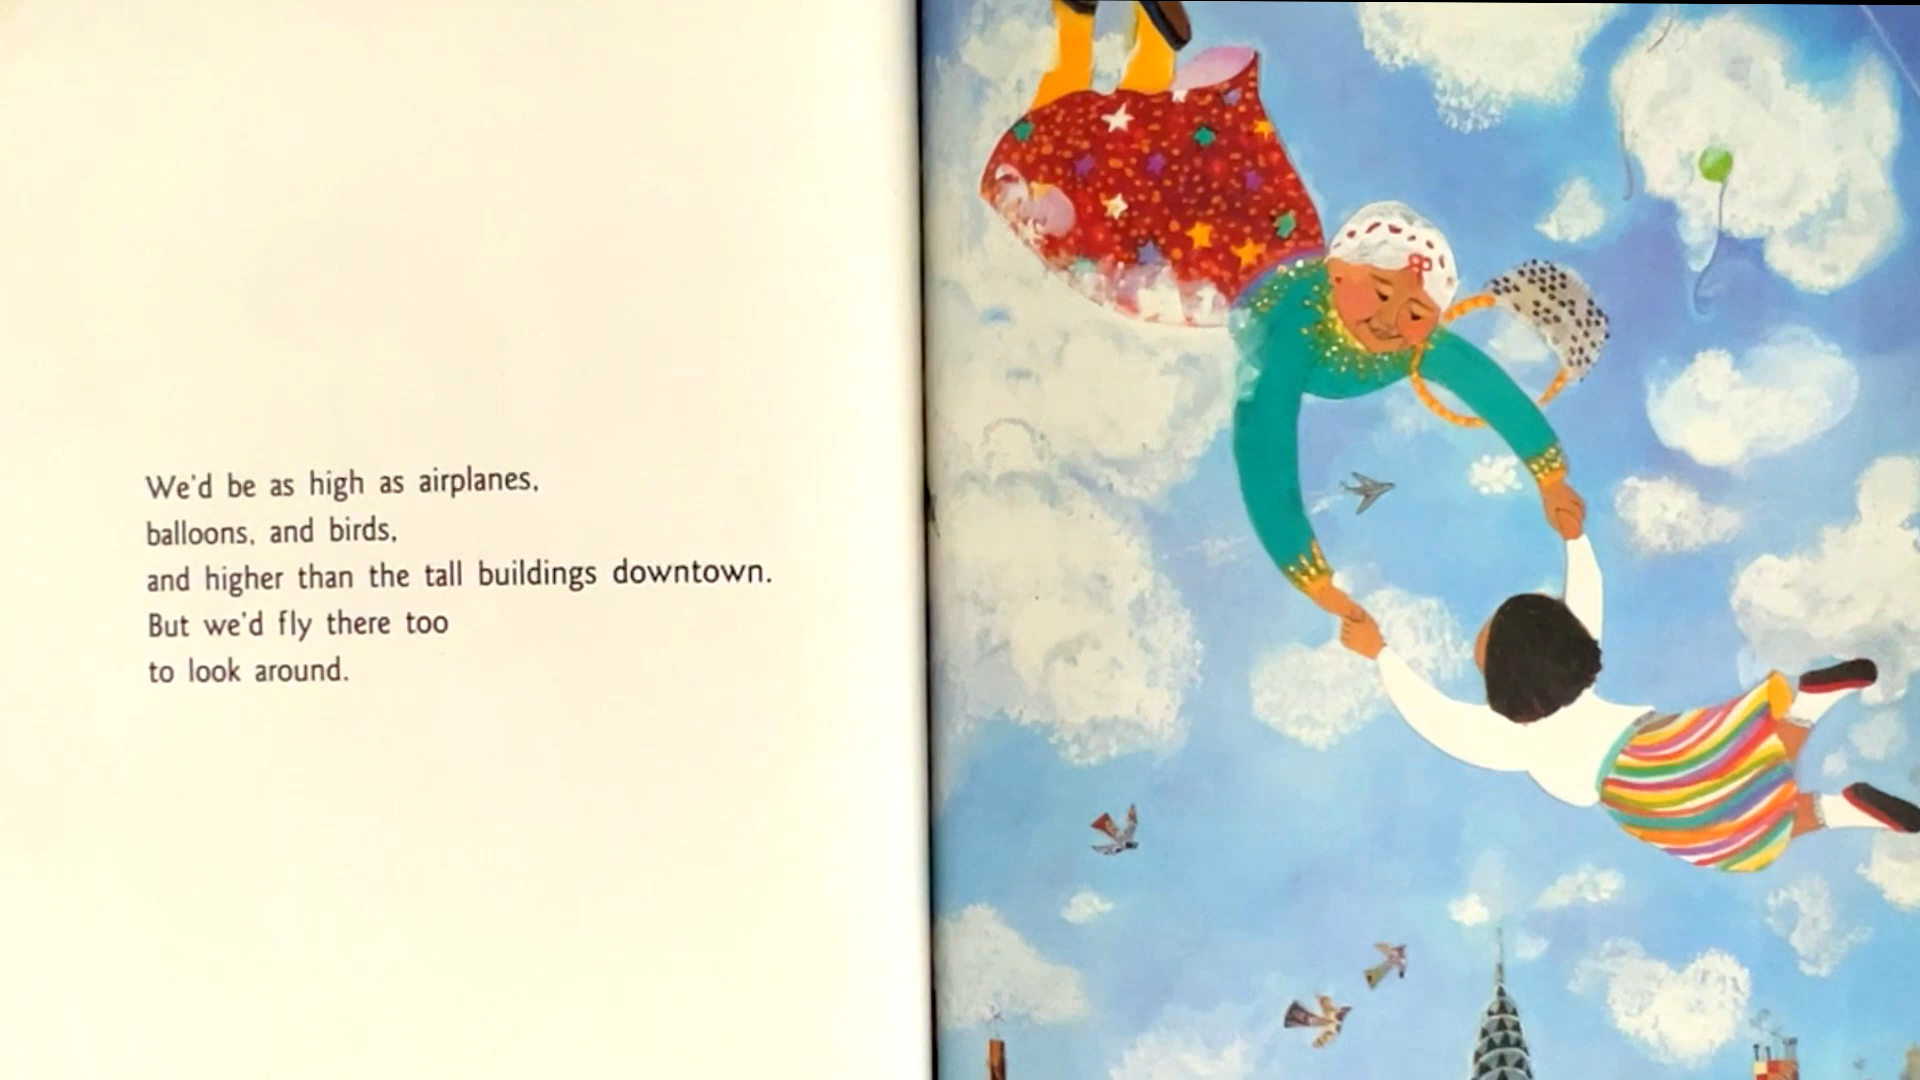 We'd be as high as airplanes,
balloons, and birds,
and higher than the tall buildings downtown.
But we'd fly there too
to look around.